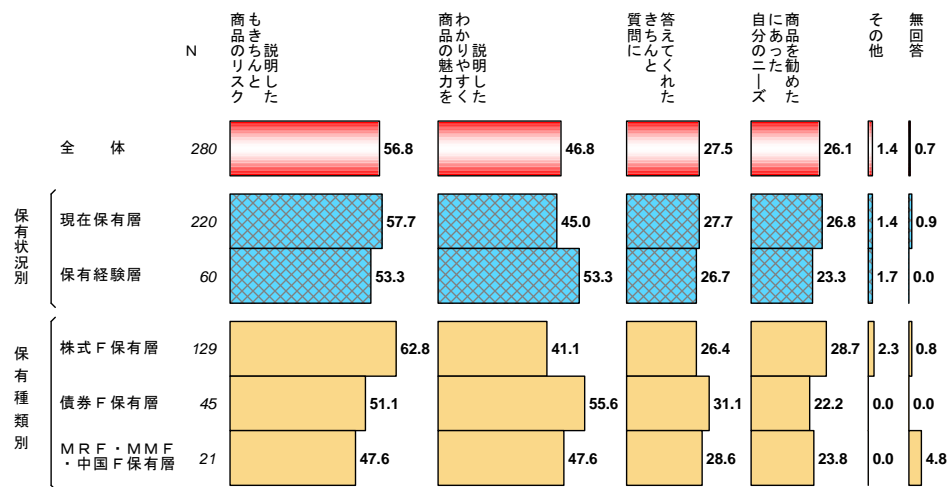 N
商品のリスク
もきちんと
説明した
商品の魅力を
わかりやすく
説明した
質問に
きちんと
答えてくれた
自分のニーズ
にあった
商品を勧めた
その他
無回答
全 体 280 56.8 46.8 27.5 26.1 1.4 0.7
保有状況別
現在保有層 220 57.7 45.0 27.7 26.8 1.4 0.9
保有経験層 60 53.3 53.3 26.7 23.3 1.7 0.0
保有種類別
株式F保有層 129 62.8 41.1 26.4 28.7 2.3 0.8
債券F保有層 45 51.1 55.6 31.1 22.2 0.0 0.0
MRF・MMF
・中国F保有層 21 47.6 47.6 28.6 23.8 0.0 4.8